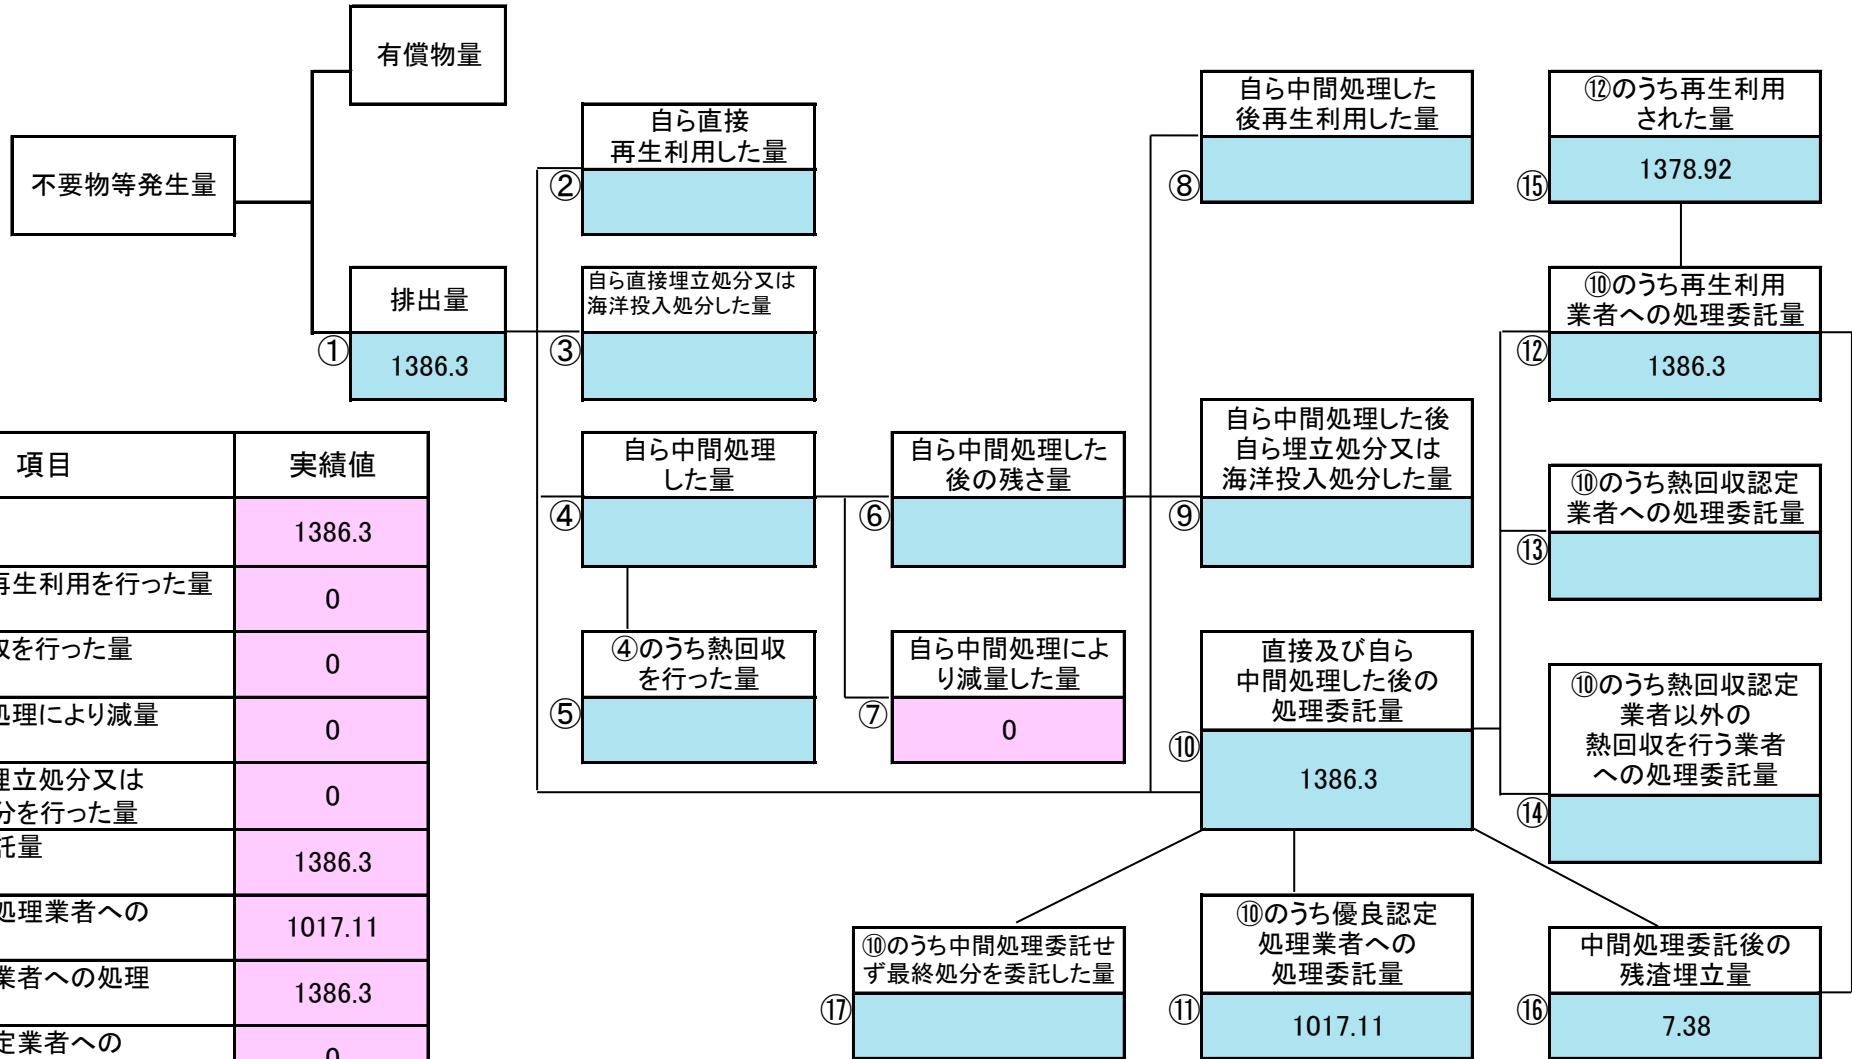 有償物量
不要物等発生量
排出量
①
1386.3
自ら直接
再生利用した量
②
自ら直接埋立処分又は
海洋投入処分した量
③
自ら中間処理
した量
④
④のうち熱回収
を行った量
⑤
自ら中間処理した
後の残さ量
⑥
自ら中間処理によ
り減量した量
⑦
0
自ら中間処理した
後再生利用した量
⑧
自ら中間処理した後
自ら埋立処分又は
海洋投入処分した量
⑨
直接及び自ら
中間処理した後の
処理委託量
⑩
1386.3
⑩のうち優良認定
処理業者への
処理委託量
⑪
1017.11
⑩のうち中間処理委託せ
ず最終処分を委託した量
⑰
⑫のうち再生利用
された量
⑮
1378.92
⑩のうち再生利用
業者への処理委託量
⑫
1386.3
⑩のうち熱回収認定
業者への処理委託量
⑬
⑩のうち熱回収認定
業者以外の
熱回収を行う業者
への処理委託量
⑭
中間処理委託後の
残渣埋立量
⑯
7.38
項目 実績値
1386.3
再生利用を行った量 0
を行った量 0
処理により減量 0
埋立処分又は
を行った量 0
託量 1386.3
処理業者への 1017.11
業者への処理 1386.3
定業者への 0